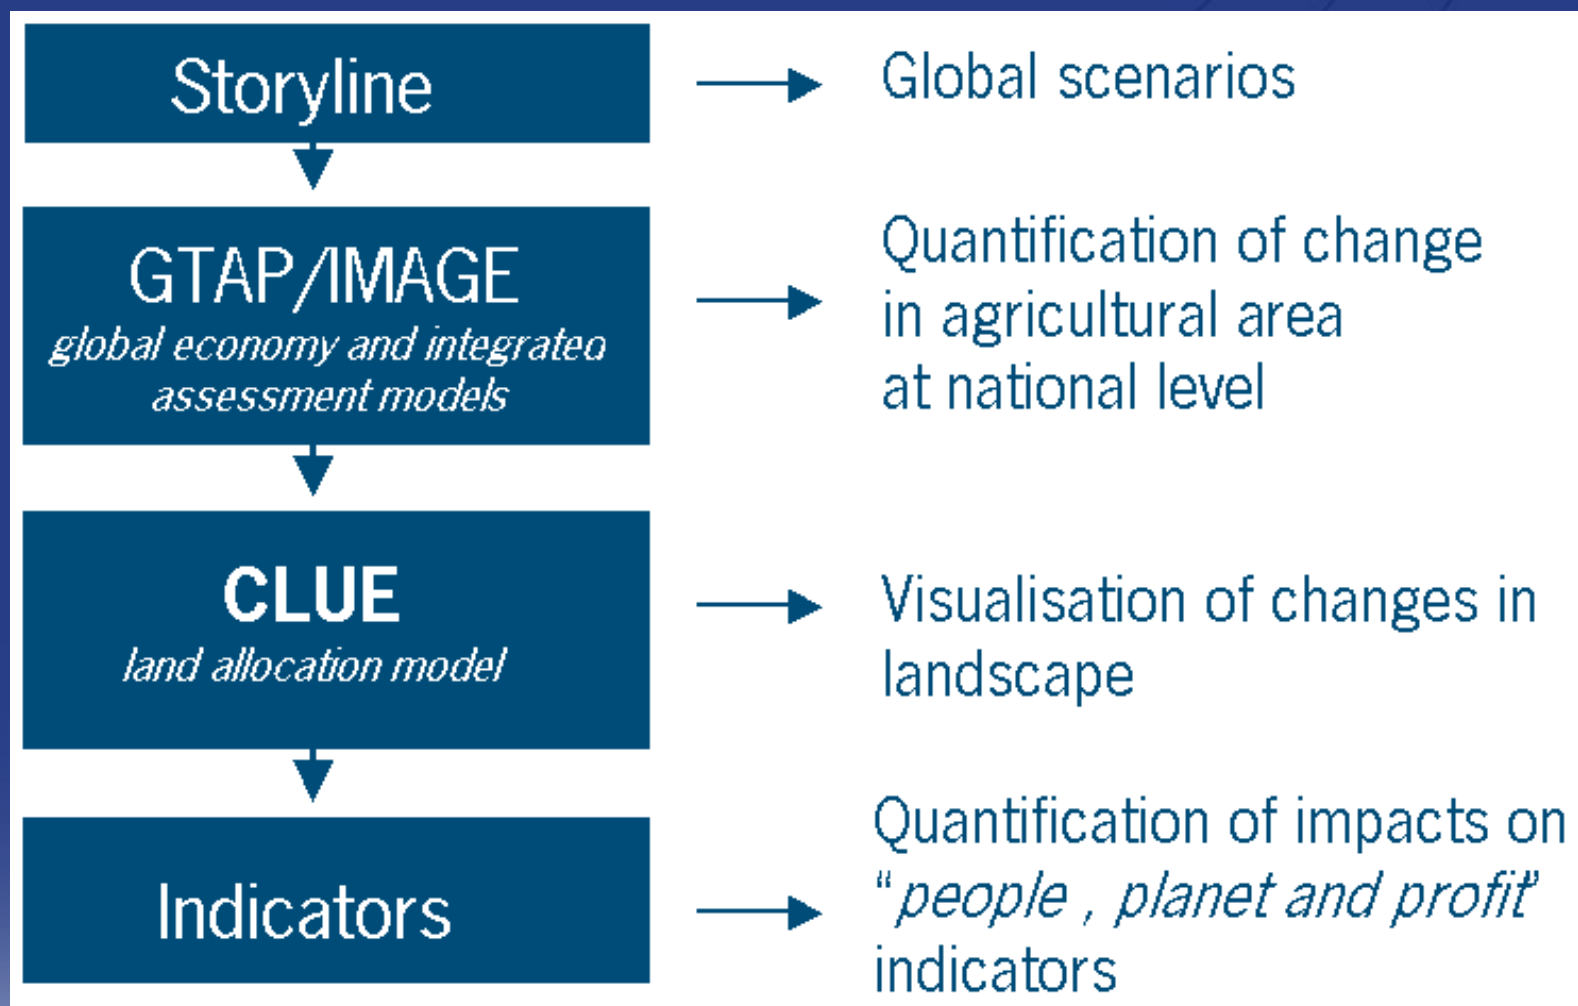 Storyline
Global scenarios
GTAP/IMAGE
global economy and integrated
assessment models
Quantification of change
in agricultural area
at national level
CLUE
land allocation model
Visualisation of changes in
landscape
Indicators
Quantification of impacts on
“people , planet and profit”
indicators